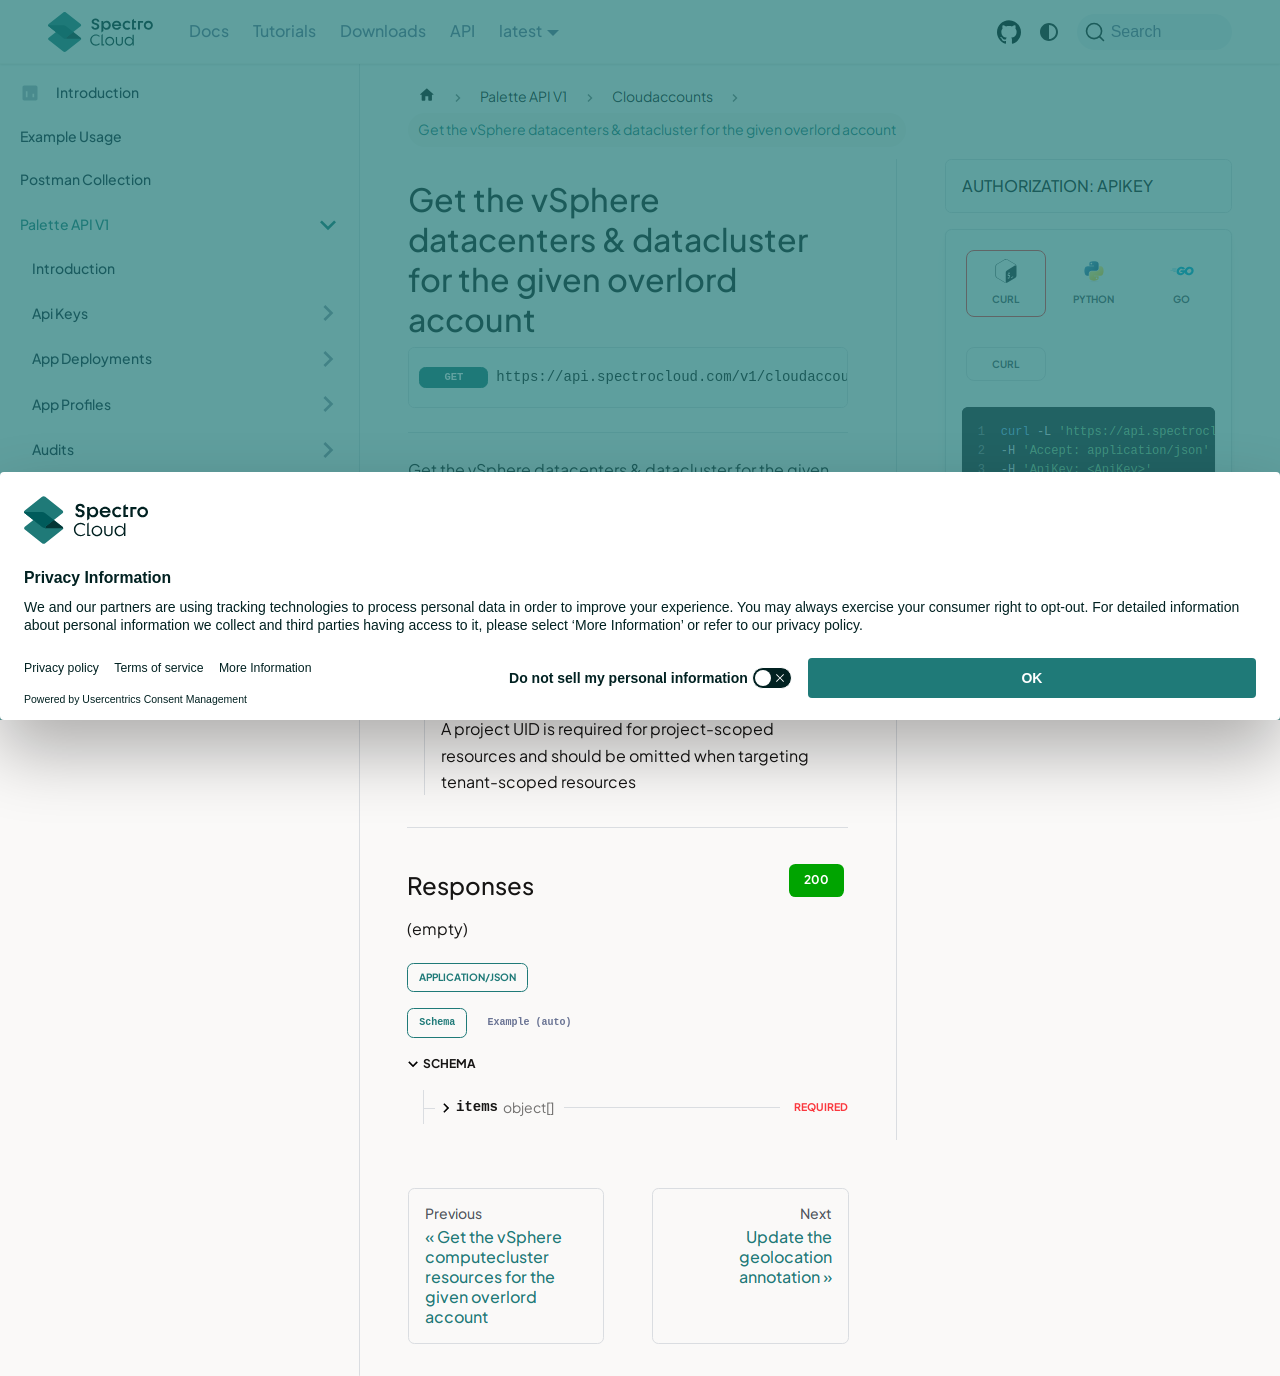 Spectro Cloud
Docs
Tutorials
Downloads
API
latest
Search
Introduction
Example Usage
Postman Collection
Palette API V1
Introduction
Api Keys
App Deployments
App Profiles
Audits
Palette API V1
Cloudaccounts
Get the vSphere datacenters & datacluster for the given overlord account
Get the vSphere
datacenters & datacluster
for the given overlord
account
GET
https://api.spectrocloud.com/v1/cloudaccou
Get the vSphere datacenters & datacluster for the given
AUTHORIZATION: APIKEY
CURL
PYTHON
GO
CURL
1 curl -L 'https://api.spectrocl
2 -H 'Accept: application/json'
3 -H 'ApiKey: <ApiKey>'
Spectro
Cloud
Privacy Information
We and our partners are using tracking technologies to process personal data in order to improve your experience. You may always exercise your consumer right to opt-out. For detailed information
about personal information we collect and third parties having access to it, please select ‘More Information’ or refer to our privacy policy.
Privacy policy
Terms of service
More Information
Powered by Usercentrics Consent Management
Do not sell my personal information
OK
A project UID is required for project-scoped
resources and should be omitted when targeting
tenant-scoped resources
Responses
200
(empty)
APPLICATION/JSON
Schema
Example (auto)
SCHEMA
items object[]
REQUIRED
Previous
« Get the vSphere
computecluster
resources for the
given overlord
account
Next
Update the
geolocation
annotation »